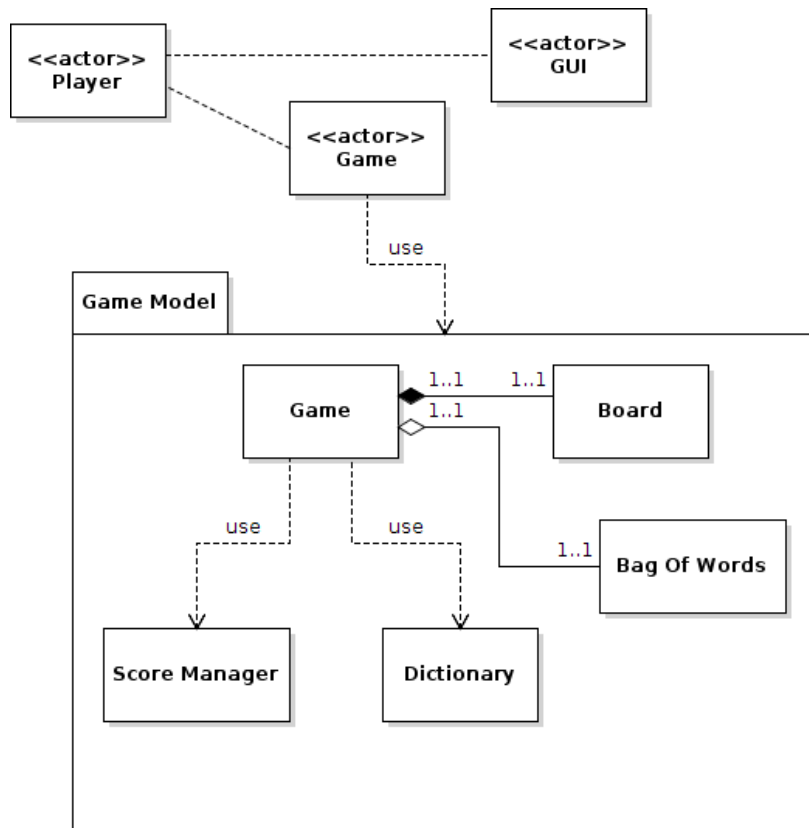 <<actor>>
Player
<<actor>>
GUI
<<actor>>
Game
use
Game Model
Game
1..1
1..1
Board
1..1
use
use
1..1
Bag Of Words
Score Manager
Dictionary